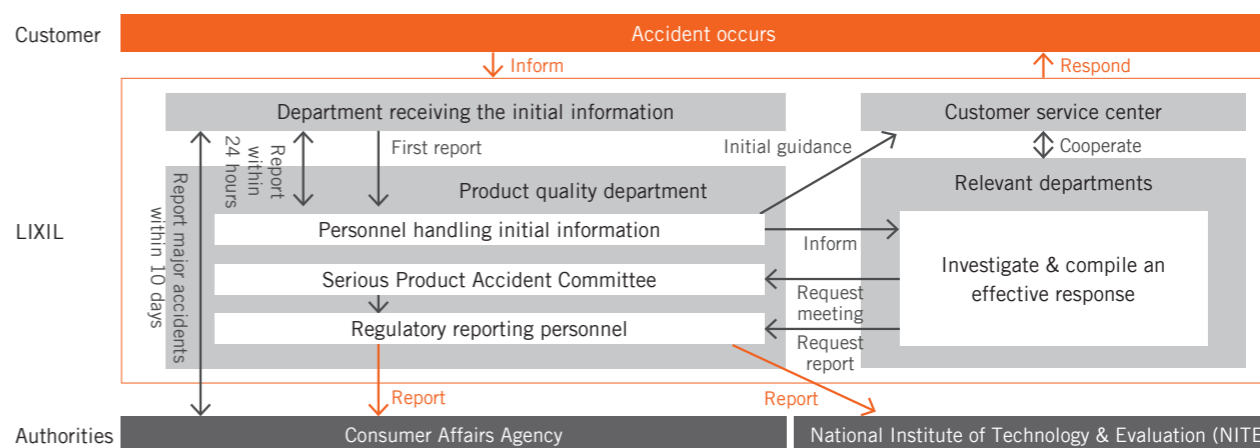 Customer
Accident occurs
Inform
Respond
Department receiving the initial information
Customer service center
Report
within
24 hours
First report
Initial guidance
Cooperate
Report major accidents
within 10 days
Product quality department
Relevant departments
LIXIL
Personnel handling initial information
Inform
Investigate & compile an
effective response
Serious Product Accident Committee
Request
meeting
Regulatory reporting personnel
Request
report
Report
Report
Authorities
Consumer Affairs Agency
National Institute of Technology & Evaluation (NITE